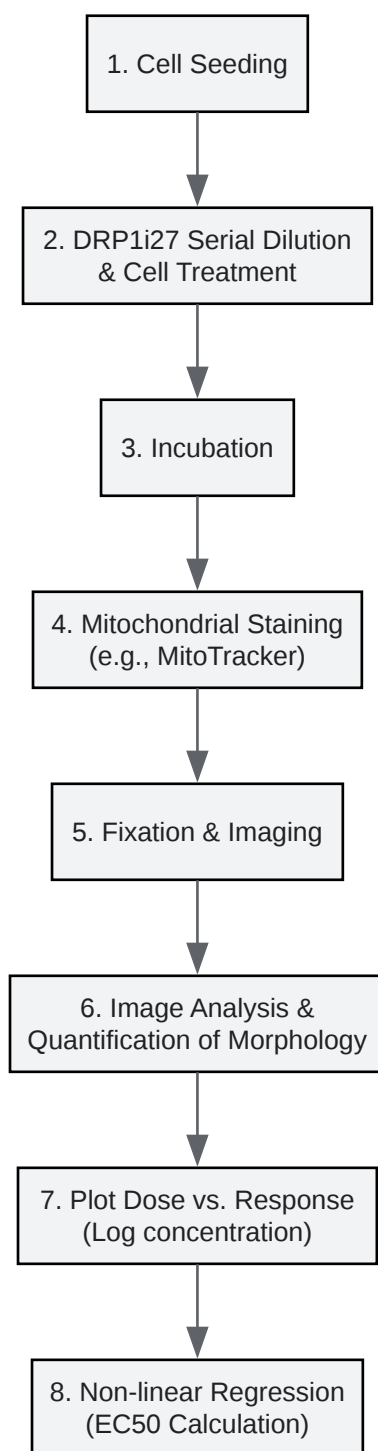 1. Cell Seeding
2. DRP1i27 Serial Dilution
& Cell Treatment
3. Incubation
4. Mitochondrial Staining
(e.g., MitoTracker)
5. Fixation & Imaging
6. Image Analysis &
Quantification of Morphology
7. Plot Dose vs. Response
(Log concentration)
8. Non-linear Regression
(EC50 Calculation)